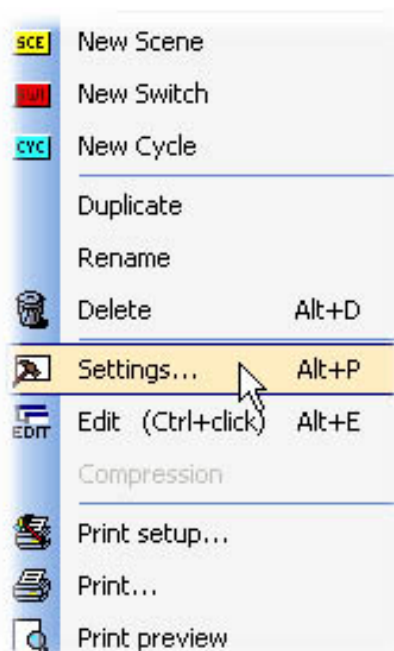 SCE New Scene
SWI New Switch
CYC New Cycle
Duplicate
Rename
Delete Alt+D
Settings... Alt+P
EDIT Edit (Ctrl+click) Alt+E
Compression
Print setup...
Print...
Print preview